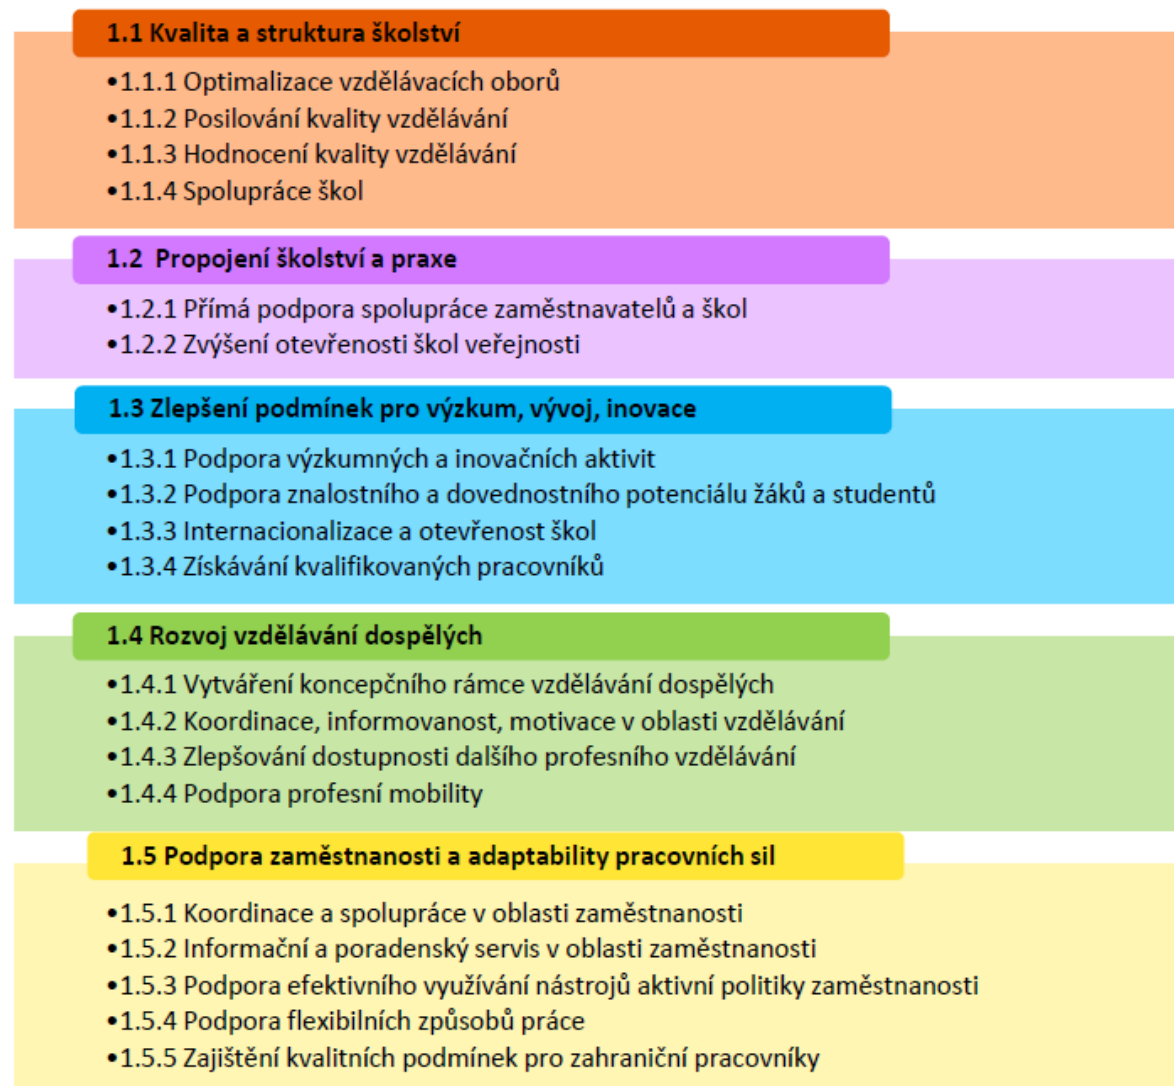 1.1 Kvalita a struktura školství
•1.1.1 Optimalizace vzdělávacích oborů
•1.1.2 Posilování kvality vzdělávání
•1.1.3 Hodnocení kvality vzdělávání
•1.1.4 Spolupráce škol
1.2 Propojení školství a praxe
•1.2.1 Přímá podpora spolupráce zaměstnavatelů a škol
•1.2.2 Zvýšení otevřenosti škol veřejnosti
1.3 Zlepšení podmínek pro výzkum, vývoj, inovace
•1.3.1 Podpora výzkumných a inovačních aktivit
•1.3.2 Podpora znalostního a dovednostního potenciálu žáků a studentů
•1.3.3 Internacionalizace a otevřenost škol
•1.3.4 Získávání kvalifikovaných pracovníků
1.4 Rozvoj vzdělávání dospělých
•1.4.1 Vytváření koncepčního rámce vzdělávání dospělých
•1.4.2 Koordinace, informovanost, motivace v oblasti vzdělávání
•1.4.3 Zlepšování dostupnosti dalšího profesního vzdělávání
•1.4.4 Podpora profesní mobility
1.5 Podpora zaměstnanosti a adaptability pracovních sil
•1.5.1 Koordinace a spolupráce v oblasti zaměstnanosti
•1.5.2 Informační a poradenský servis v oblasti zaměstnanosti
•1.5.3 Podpora efektivního využívání nástrojů aktivní politiky zaměstnanosti
•1.5.4 Podpora flexibilních způsobů práce
•1.5.5 Zajištění kvalitních podmínek pro zahraniční pracovníky